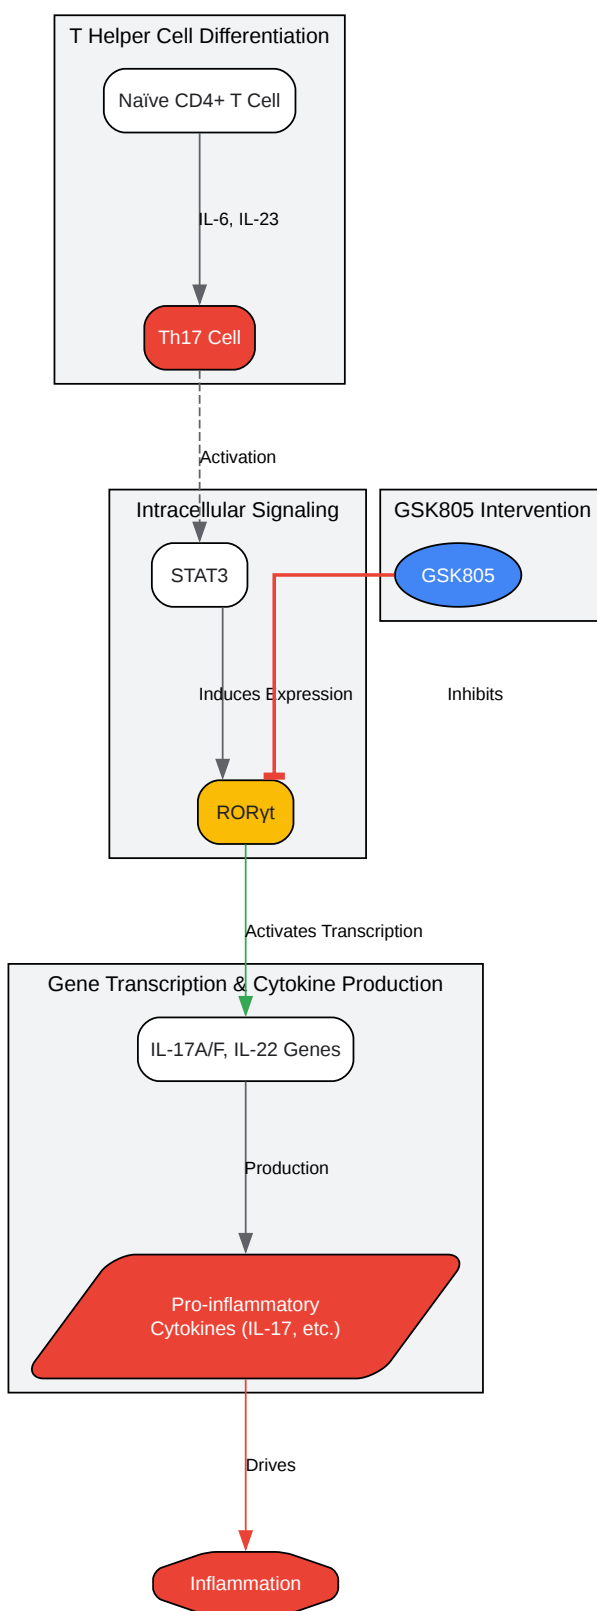 T Helper Cell Differentiation
Naïve CD4+ T Cell
IL-6, IL-23
Th17 Cell
Activation
Intracellular Signaling
GSK805 Intervention
STAT3
GSK805
Induces Expression
Inhibits
RORγt
Activates Transcription
Gene Transcription & Cytokine Production
IL-17A/F, IL-22 Genes
Production
Pro-inflammatory
Cytokines (IL-17, etc.)
Drives
Inflammation